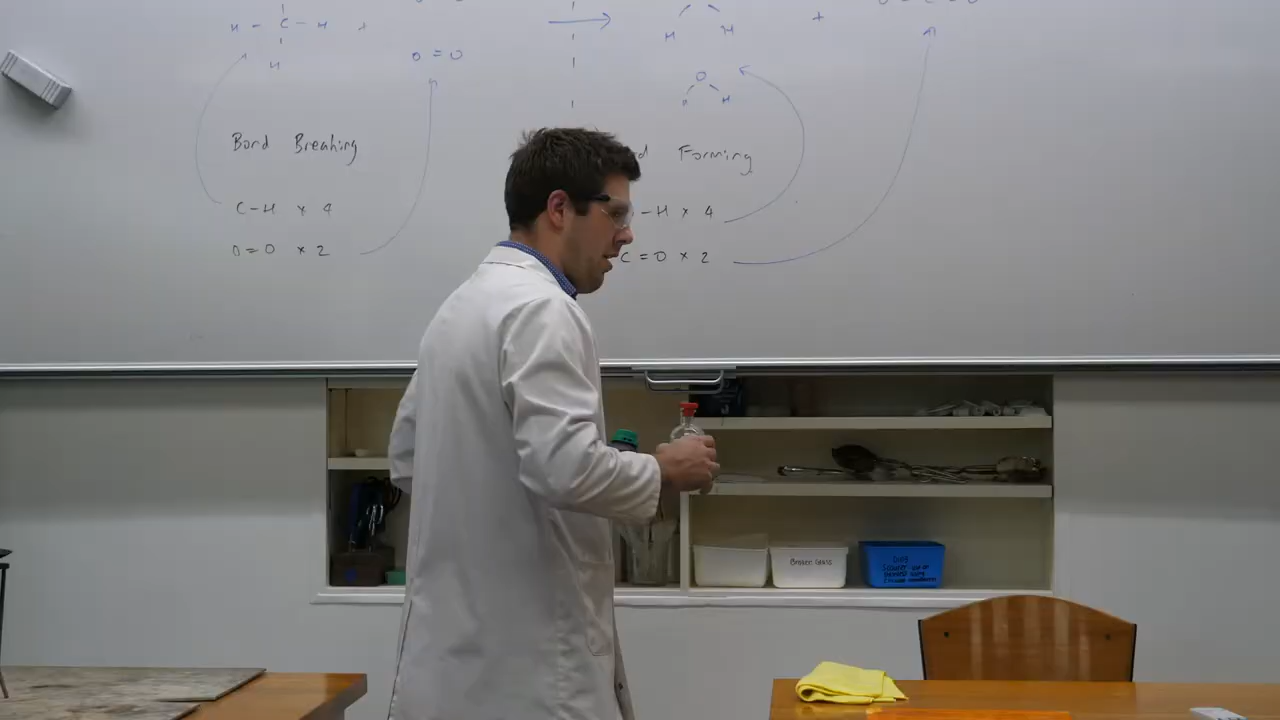 H - C - H +
H
O = O
H H +
O
H
Bond Breaking
Forming
C-H x 4
-H x 4
O=O x 2
C=O x 2
Broken Glass